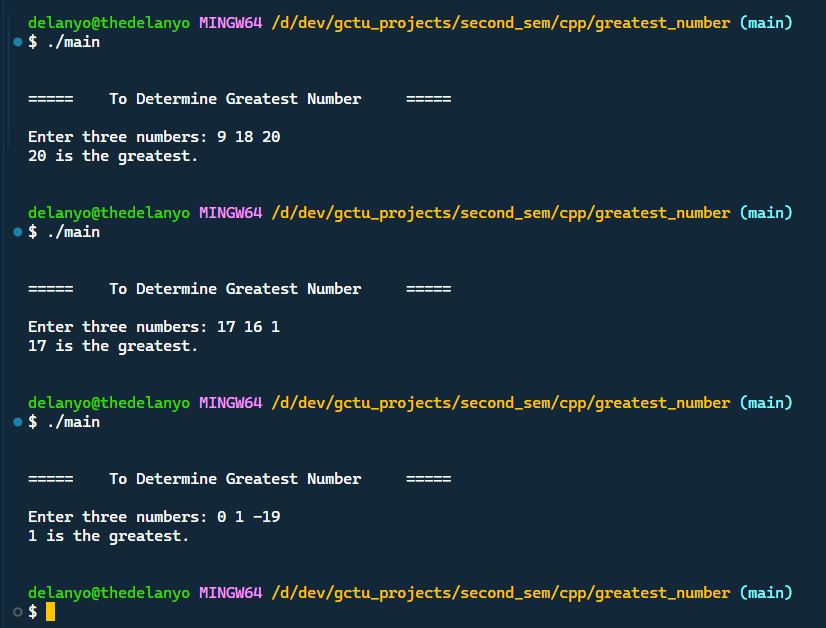 delanyo@thedelanyo MINGW64 /d/dev/gctu_projects/second_sem/cpp/greatest_number (main)
$ ./main
=====    To Determine Greatest Number     =====
Enter three numbers: 9 18 20
20 is the greatest.
delanyo@thedelanyo MINGW64 /d/dev/gctu_projects/second_sem/cpp/greatest_number (main)
$ ./main
=====    To Determine Greatest Number     =====
Enter three numbers: 17 16 1
17 is the greatest.
delanyo@thedelanyo MINGW64 /d/dev/gctu_projects/second_sem/cpp/greatest_number (main)
$ ./main
=====    To Determine Greatest Number     =====
Enter three numbers: 0 1 -19
1 is the greatest.
delanyo@thedelanyo MINGW64 /d/dev/gctu_projects/second_sem/cpp/greatest_number (main)
$